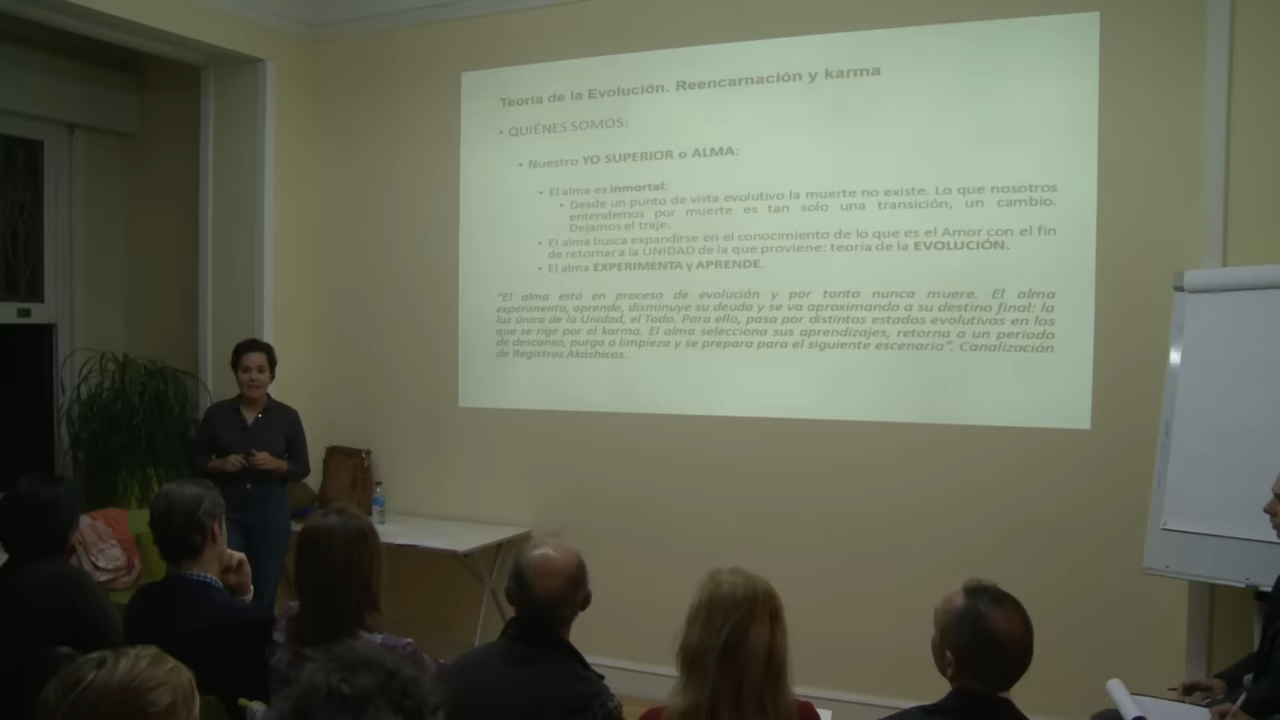 Teoría de la Evolución. Reencarnación y karma
• QUIÉNES SOMOS:
• Nuestro YO SUPERIOR o ALMA:
• El alma es inmortal:
• Desde un punto de vista evolutivo la muerte no existe. Lo que nosotros
entendemos por muerte es tan solo una transición, un cambio.
Dejamos el traje.
• El alma busca expandirse en el conocimiento de lo que es el Amor con el fin
de retornar a la UNIDAD de la que proviene: teoría de la EVOLUCIÓN.
• El alma EXPERIMENTA y APRENDE.
"El alma está en proceso de evolución y por tanto nunca muere. El alma
experimenta, aprende, disminuye su deuda y se va aproximando a su destino final: la
luz única de la Unidad, el Todo. Para ello, pasa por distintos estados evolutivos en los
que se rige por el karma. El alma selecciona sus aprendizajes, retorna a un periodo
de descanso, purga o limpieza y se prepara para el siguiente escenario". Canalización
de Registros Akáshicos.